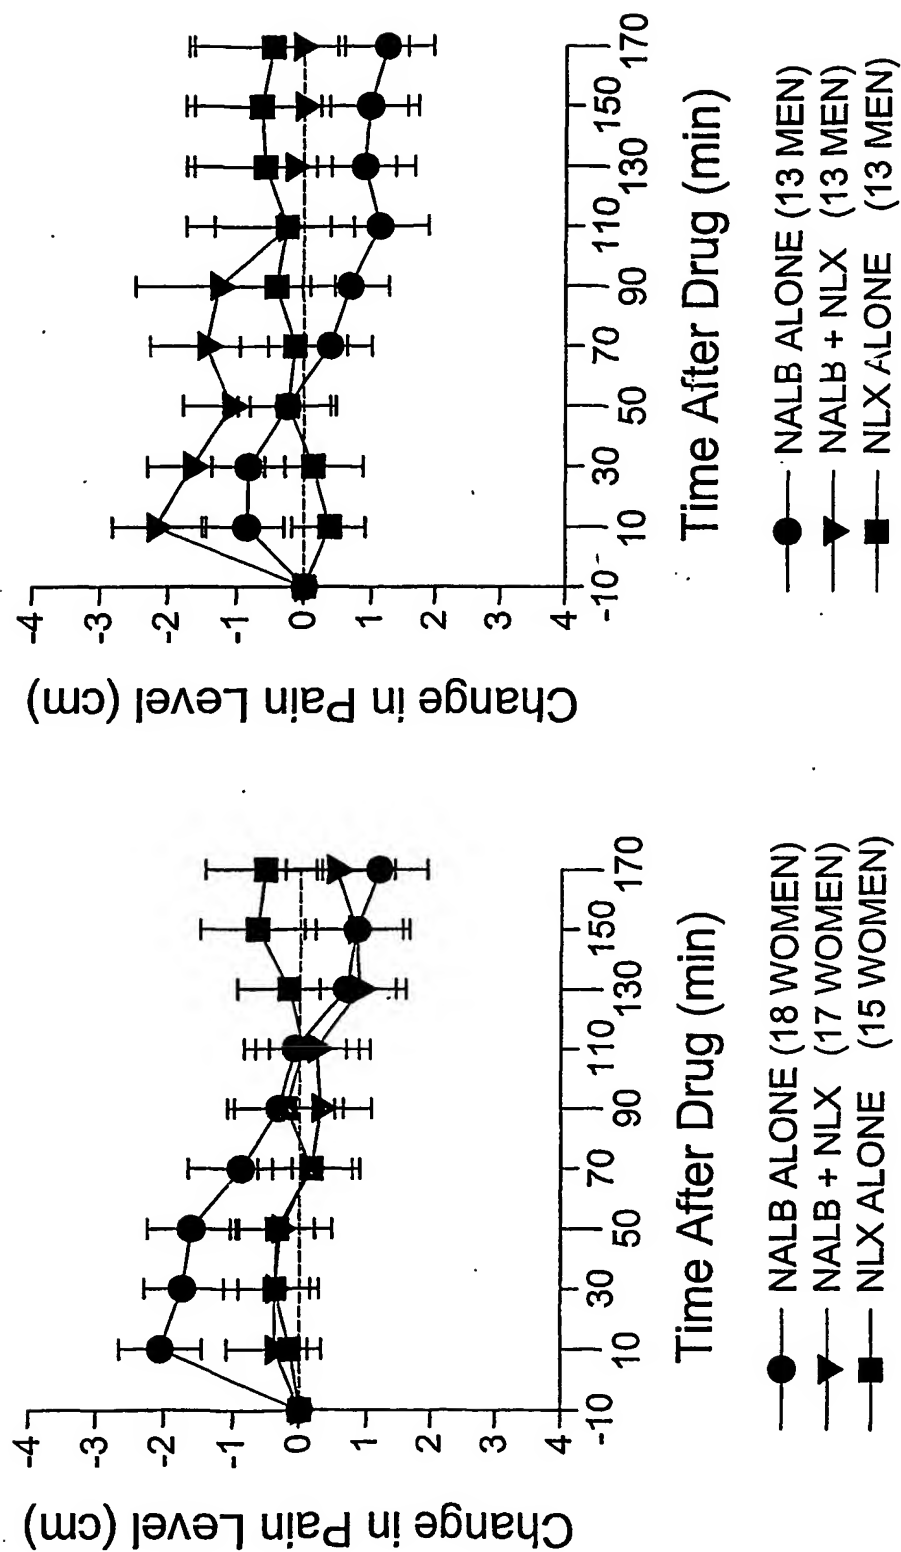 Change in Pain Level (cm)
-4
-3
-2
-1
0
1
2
3
4
-10 10 30 50 70 90 110 130 150 170
Time After Drug (min)
NALB ALONE (18 WOMEN)
NALB + NLX (17 WOMEN)
NLX ALONE (15 WOMEN)
Change in Pain Level (cm)
-4
-3
-2
-1
0
1
2
3
4
-10 10 30 50 70 90 110 130 150 170
Time After Drug (min)
NALB ALONE (13 MEN)
NALB + NLX (13 MEN)
NLX ALONE (13 MEN)